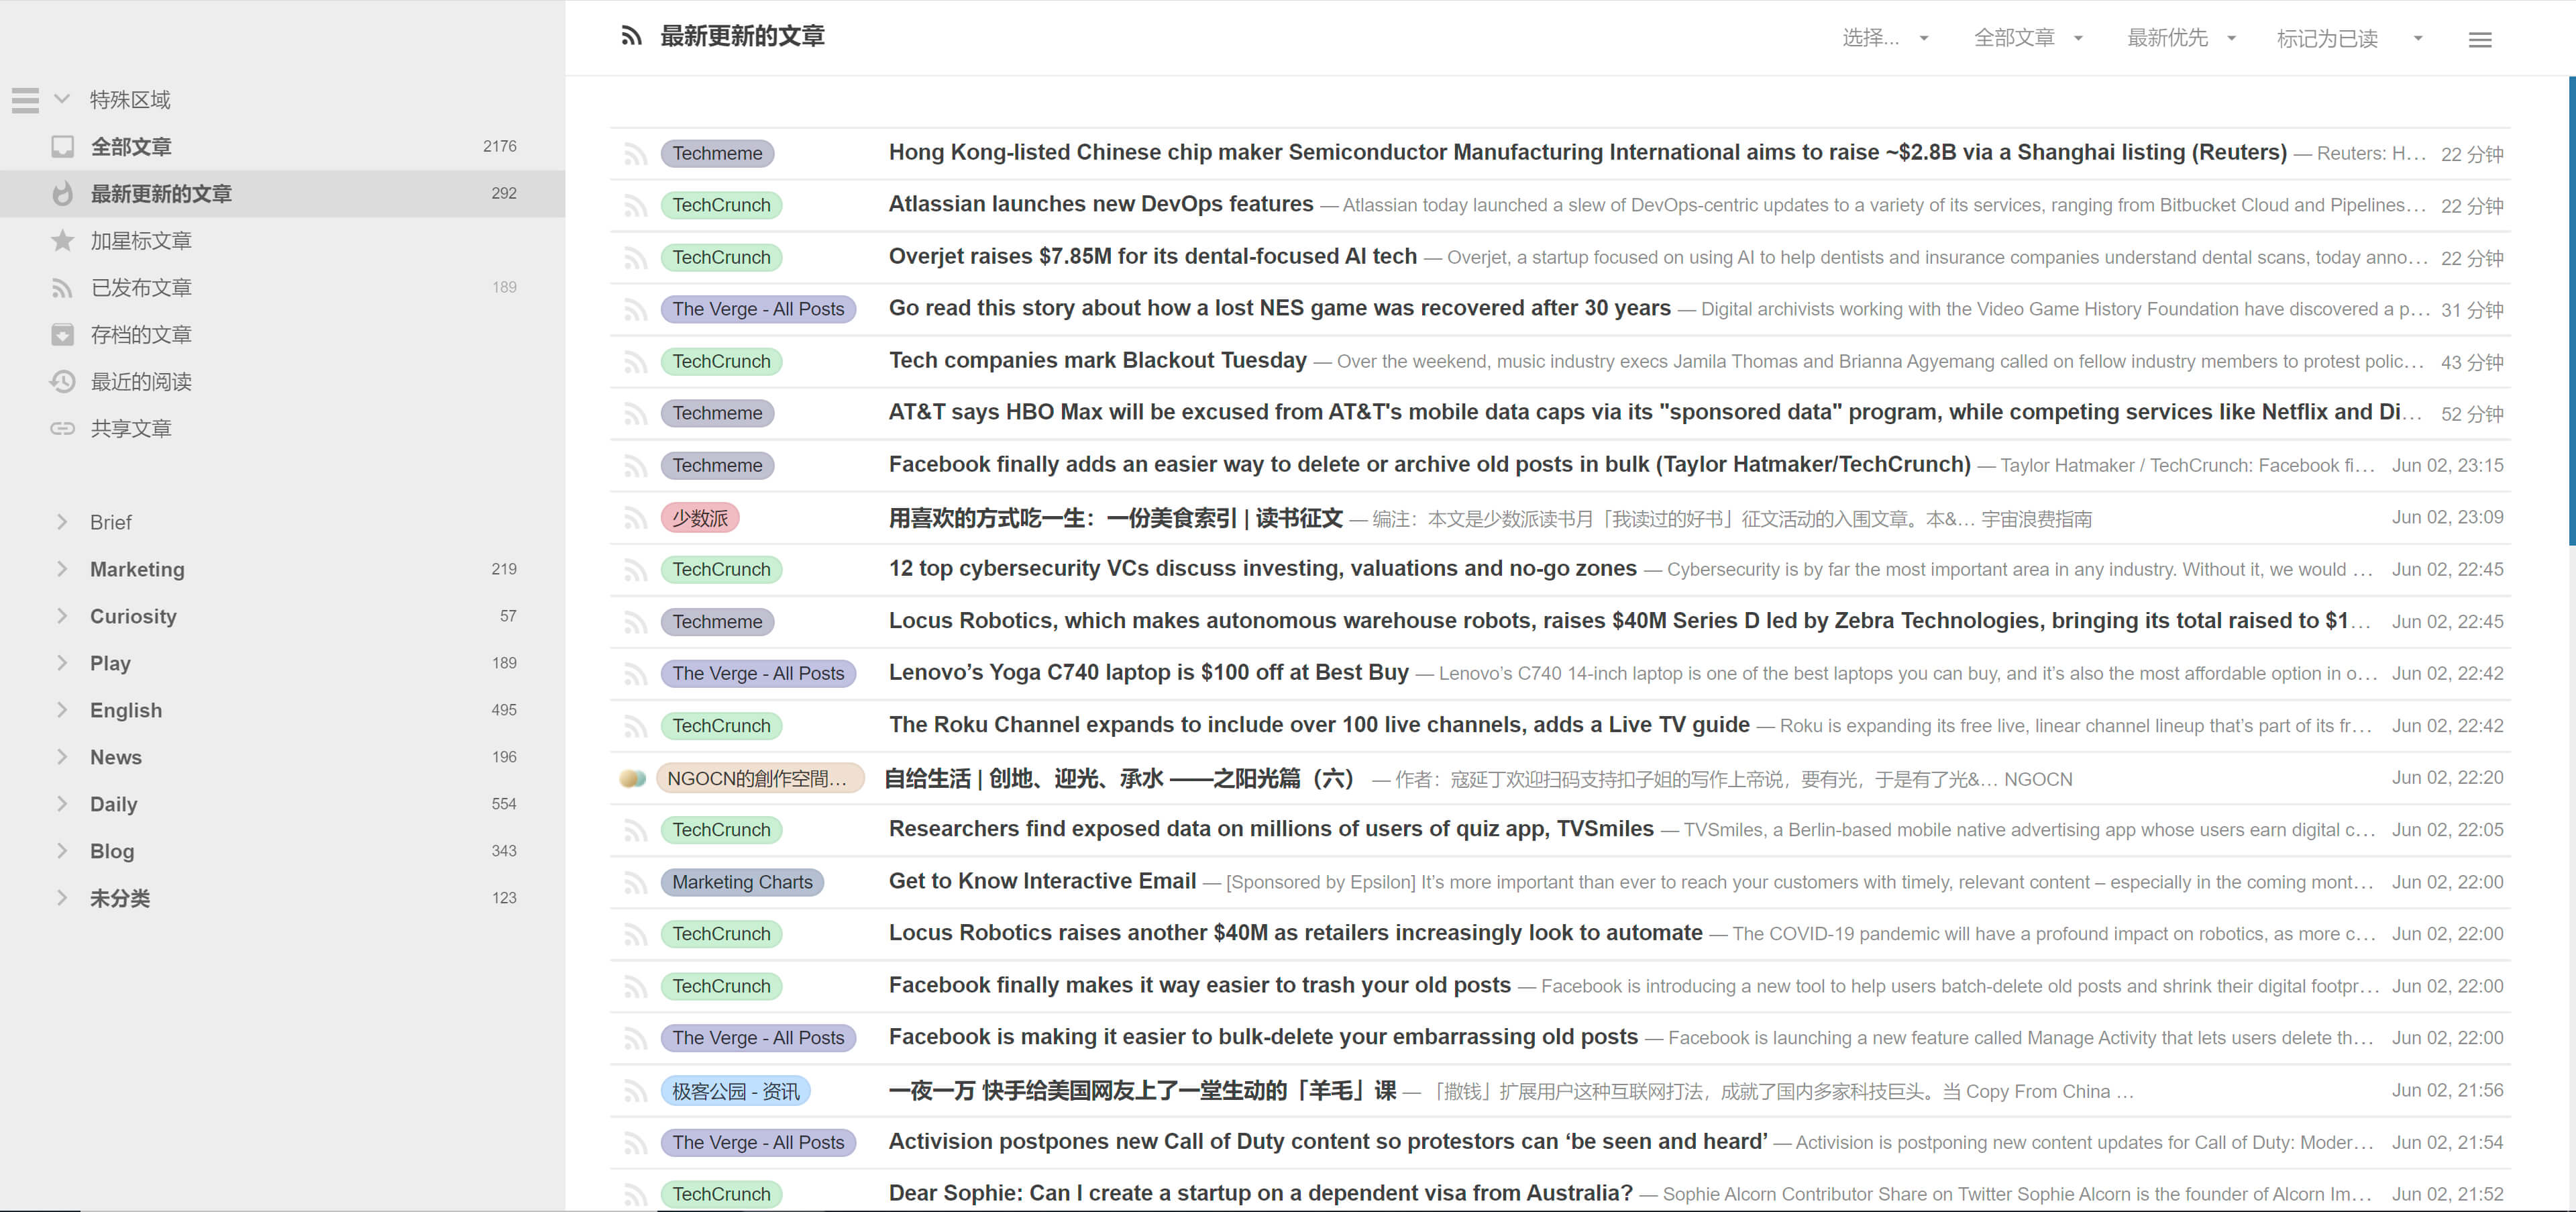 特殊区域
全部文章 2176
最新更新的文章 292
加星标文章
已发布文章 189
存档的文章
最近的阅读
共享文章
Brief
Marketing 219
Curiosity 57
Play 189
English 495
News 196
Daily 554
Blog 343
未分类 123
最新更新的文章 选择... 全部文章 最新优先 标记为已读
Techmeme Hong Kong-listed Chinese chip maker Semiconductor Manufacturing International aims to raise ~$2.8B via a Shanghai listing (Reuters) — Reuters: H… 22 分钟
TechCrunch Atlassian launches new DevOps features — Atlassian today launched a slew of DevOps-centric updates to a variety of its services, ranging from Bitbucket Cloud and Pipelines… 22 分钟
TechCrunch Overjet raises $7.85M for its dental-focused AI tech — Overjet, a startup focused on using AI to help dentists and insurance companies understand dental scans, today anno… 22 分钟
The Verge - All Posts Go read this story about how a lost NES game was recovered after 30 years — Digital archivists working with the Video Game History Foundation have discovered a p… 31 分钟
TechCrunch Tech companies mark Blackout Tuesday — Over the weekend, music industry execs Jamila Thomas and Brianna Agyemang called on fellow industry members to protest polic… 43 分钟
Techmeme AT&T says HBO Max will be excused from AT&T's mobile data caps via its "sponsored data" program, while competing services like Netflix and Di… 52 分钟
Techmeme Facebook finally adds an easier way to delete or archive old posts in bulk (Taylor Hatmaker/TechCrunch) — Taylor Hatmaker / TechCrunch: Facebook fi… Jun 02, 23:15
少数派 用喜欢的方式吃一生：一份美食索引 | 读书征文 — 编注：本文是少数派读书月「我读过的好书」征文活动的入围文章。本&… 宇宙浪费指南 Jun 02, 23:09
TechCrunch 12 top cybersecurity VCs discuss investing, valuations and no-go zones — Cybersecurity is by far the most important area in any industry. Without it, we would … Jun 02, 22:45
Techmeme Locus Robotics, which makes autonomous warehouse robots, raises $40M Series D led by Zebra Technologies, bringing its total raised to $1… Jun 02, 22:45
The Verge - All Posts Lenovo’s Yoga C740 laptop is $100 off at Best Buy — Lenovo’s C740 14-inch laptop is one of the best laptops you can buy, and it’s also the most affordable option in o… Jun 02, 22:42
TechCrunch The Roku Channel expands to include over 100 live channels, adds a Live TV guide — Roku is expanding its free live, linear channel lineup that’s part of its fr… Jun 02, 22:42
NGOCN的創作空間… 自给生活 | 创地、迎光、承水 ——之阳光篇（六） — 作者：寇延丁欢迎扫码支持扣子姐的写作上帝说，要有光，于是有了光&… NGOCN Jun 02, 22:20
TechCrunch Researchers find exposed data on millions of users of quiz app, TVSmiles — TVSmiles, a Berlin-based mobile native advertising app whose users earn digital c… Jun 02, 22:05
Marketing Charts Get to Know Interactive Email — [Sponsored by Epsilon] It’s more important than ever to reach your customers with timely, relevant content – especially in the coming mont… Jun 02, 22:00
TechCrunch Locus Robotics raises another $40M as retailers increasingly look to automate — The COVID-19 pandemic will have a profound impact on robotics, as more c… Jun 02, 22:00
TechCrunch Facebook finally makes it way easier to trash your old posts — Facebook is introducing a new tool to help users batch-delete old posts and shrink their digital footpr… Jun 02, 22:00
The Verge - All Posts Facebook is making it easier to bulk-delete your embarrassing old posts — Facebook is launching a new feature called Manage Activity that lets users delete th… Jun 02, 22:00
极客公园 - 资讯 一夜一万 快手给美国网友上了一堂生动的「羊毛」课 — 「撒钱」扩展用户这种互联网打法，成就了国内多家科技巨头。当 Copy From China … Jun 02, 21:56
The Verge - All Posts Activision postpones new Call of Duty content so protestors can ‘be seen and heard’ — Activision is postponing new content updates for Call of Duty: Moder… Jun 02, 21:54
TechCrunch Dear Sophie: Can I create a startup on a dependent visa from Australia? — Sophie Alcorn Contributor Share on Twitter Sophie Alcorn is the founder of Alcorn Im… Jun 02, 21:52